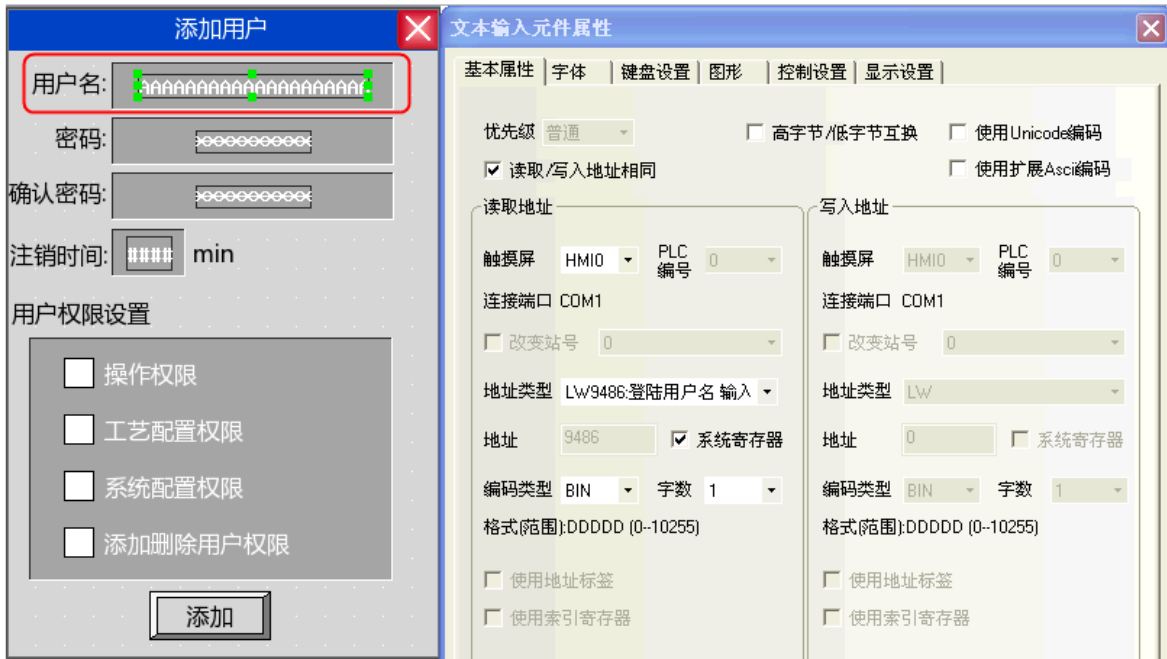 添加用户
用户名: AAAAAAAAAAAAAAAAAAAA
密码: **********
确认密码: **********
注销时间: #### min
用户权限设置
操作权限
工艺配置权限
系统配置权限
添加删除用户权限
添加
文本输入元件属性
基本属性 字体 键盘设置 图形 控制设置 显示设置
优先级 普通 高字节/低字节互换 使用Unicode编码
读取/写入地址相同 使用扩展Ascii编码
读取地址
触摸屏 HMI0 PLC编号 0
连接端口 COM1
改变站号 0
地址类型 LW9486:登陆用户名 输入
地址 9486 系统寄存器
编码类型 BIN 字数 1
格式(范围):DDDDD (0--10255)
使用地址标签
使用索引寄存器
写入地址
触摸屏 HMI0 PLC编号 0
连接端口 COM1
改变站号 0
地址类型 LW
地址 0 系统寄存器
编码类型 BIN 字数 1
格式(范围):DDDDD (0--10255)
使用地址标签
使用索引寄存器